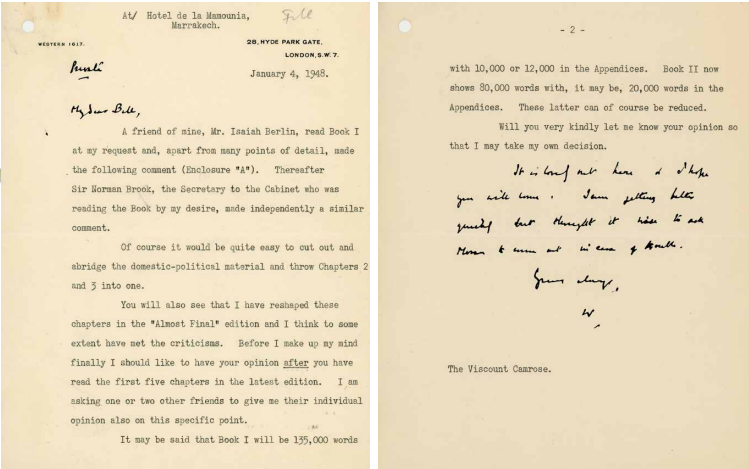 At/ Hotel de la Mamounia,
Marrakech.
WESTERN 1617.
28, HYDE PARK GATE,
LONDON, S.W. 7.
January 4, 1948.
Private
My dear Bill,
A friend of mine, Mr. Isaiah Berlin, read Book I
at my request and, apart from many points of detail, made
the following comment (Enclosure "A"). Thereafter
Sir Norman Brook, the Secretary to the Cabinet who was
reading the Book by my desire, made independently a similar
comment.
Of course it would be quite easy to cut out and
abridge the domestic-political material and throw Chapters 2
and 3 into one.
You will also see that I have reshaped these
chapters in the "Almost Final" edition and I think to some
extent have met the criticisms. Before I make up my mind
finally I should like to have your opinion after you have
read the first five chapters in the latest edition. I am
asking one or two other friends to give me their individual
opinion also on this specific point.
It may be said that Book I will be 135,000 words
- 2 -
with 10,000 or 12,000 in the Appendices. Book II now
shows 80,000 words with, it may be, 20,000 words in the
Appendices. These latter can of course be reduced.
Will you very kindly let me know your opinion so
that I may take my own decision.
It is lovely out here & I hope
you will come. I am getting better
quickly but thought it wise to ask
Moran to come out in case of trouble.
Yours always,
W
The Viscount Camrose.